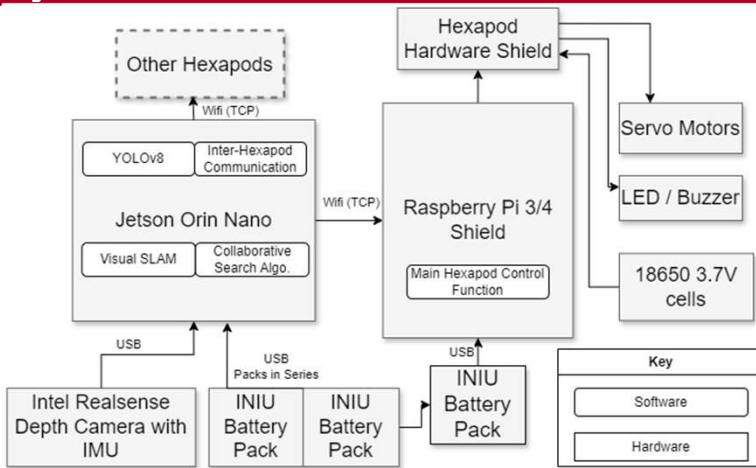 Hexapod
Hardware Shield
Other Hexapods
Wifi (TCP)
Servo Motors
YOLOv8
Inter-Hexapod
Communication
LED / Buzzer
Jetson Orin Nano
Wifi (TCP)
Raspberry Pi 3/4
Shield
Visual SLAM
Collaborative
Search Algo.
Main Hexapod Control
Function
18650 3.7V
cells
USB
USB
Packs in Series
USB
Key
Intel Realsense
Depth Camera with
IMU
INIU
Battery
Pack
INIU
Battery
Pack
INIU
Battery
Pack
Software
Hardware